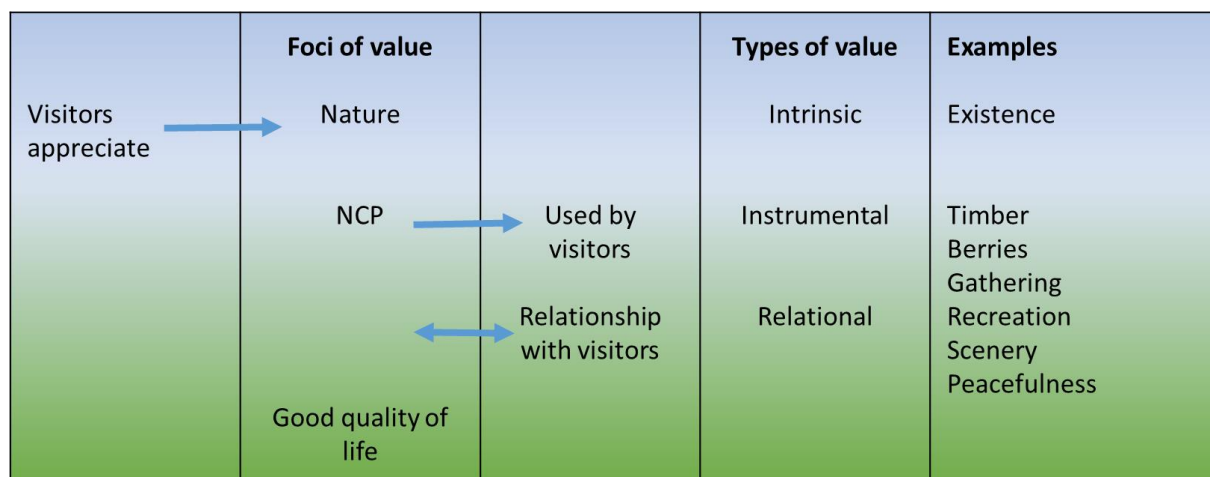 Foci of value
Types of value
Examples
Visitors
appreciate
Nature
Intrinsic
Existence
NCP
Used by
visitors
Instrumental
Timber
Berries
Gathering
Relationship
with visitors
Relational
Recreation
Scenery
Peacefulness
Good quality of
life